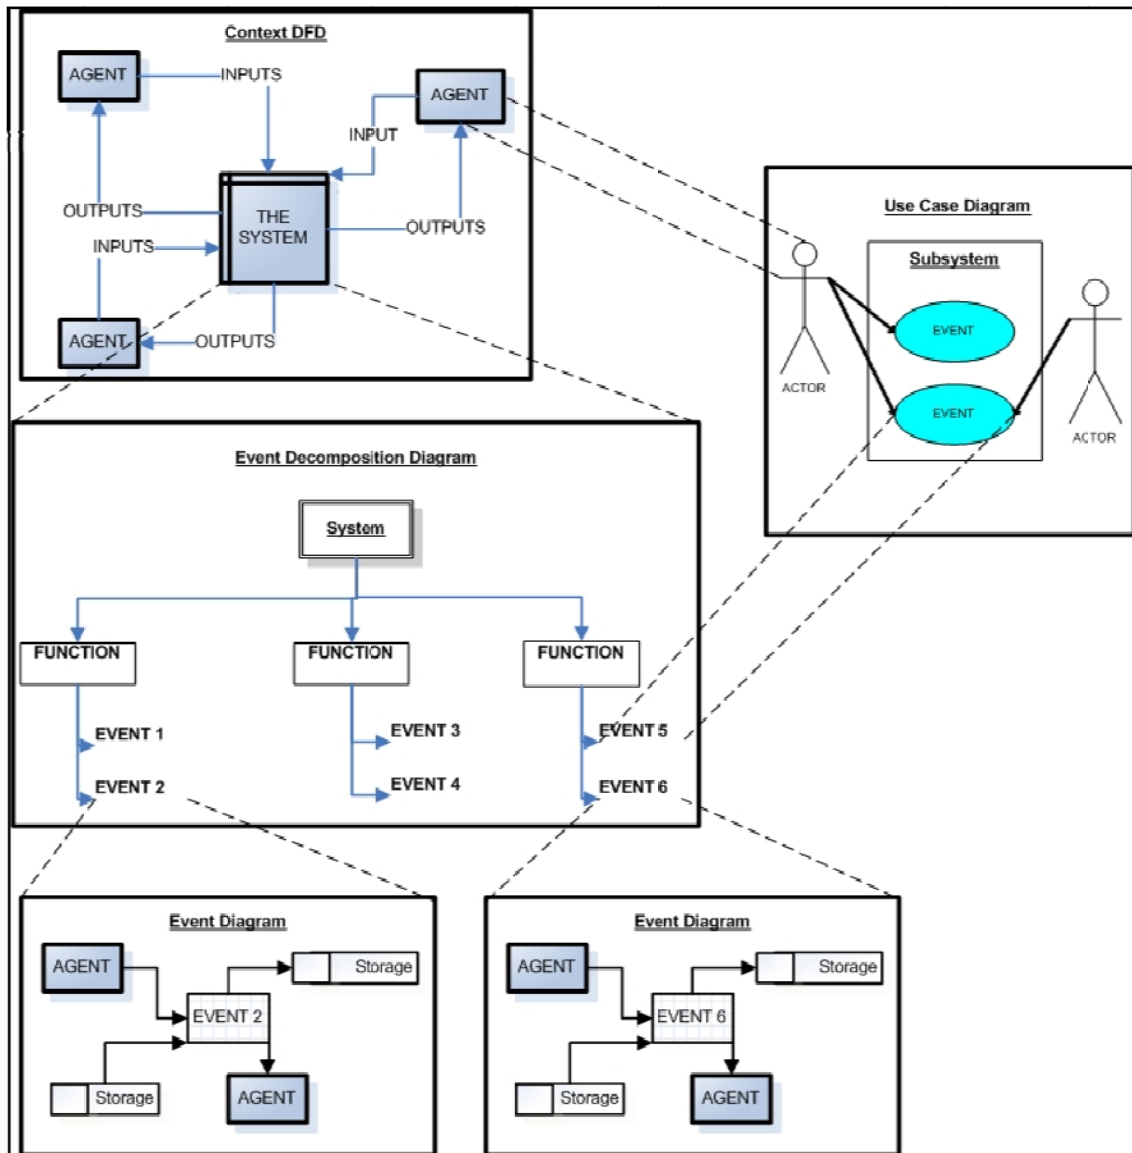 Context DFD
AGENT
INPUTS
AGENT
INPUT
OUTPUTS
THE
SYSTEM
OUTPUTS
INPUTS
AGENT
OUTPUTS
Use Case Diagram
Subsystem
EVENT
EVENT
ACTOR
ACTOR
Event Decomposition Diagram
System
FUNCTION
FUNCTION
FUNCTION
EVENT 1
EVENT 2
EVENT 3
EVENT 4
EVENT 5
EVENT 6
Event Diagram
AGENT
Storage
EVENT 2
Storage
AGENT
Event Diagram
AGENT
Storage
EVENT 6
Storage
AGENT